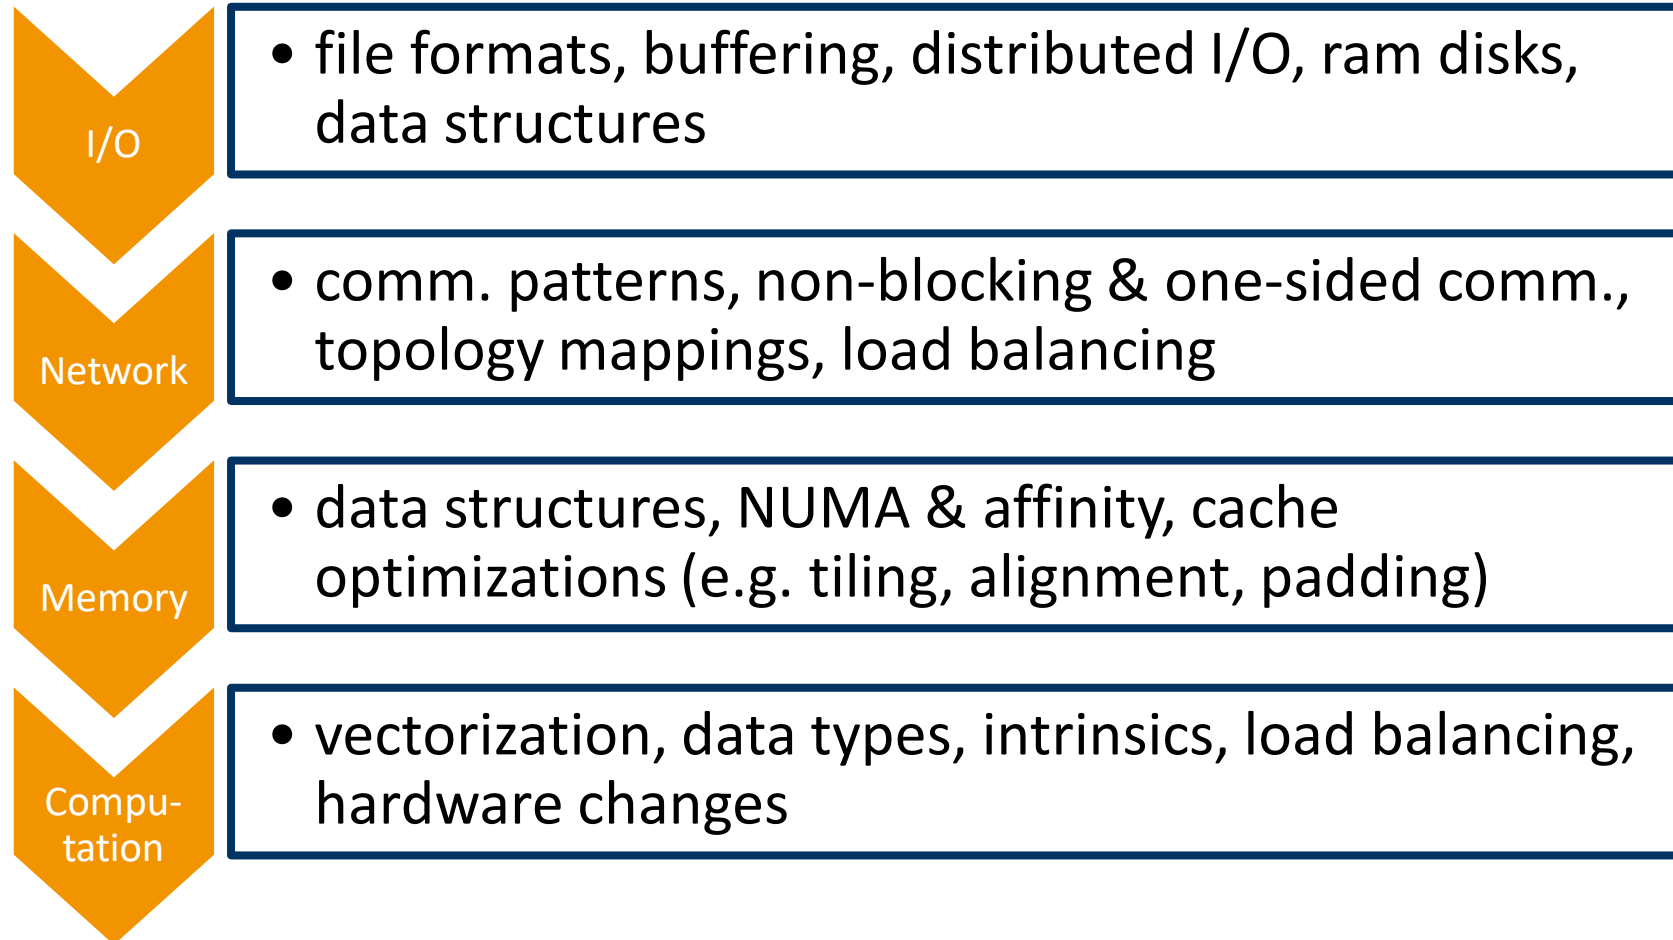 I/O
• file formats, buffering, distributed I/O, ram disks,
data structures
Network
• comm. patterns, non-blocking & one-sided comm.,
topology mappings, load balancing
Memory
• data structures, NUMA & affinity, cache
optimizations (e.g. tiling, alignment, padding)
Compu-
tation
• vectorization, data types, intrinsics, load balancing,
hardware changes